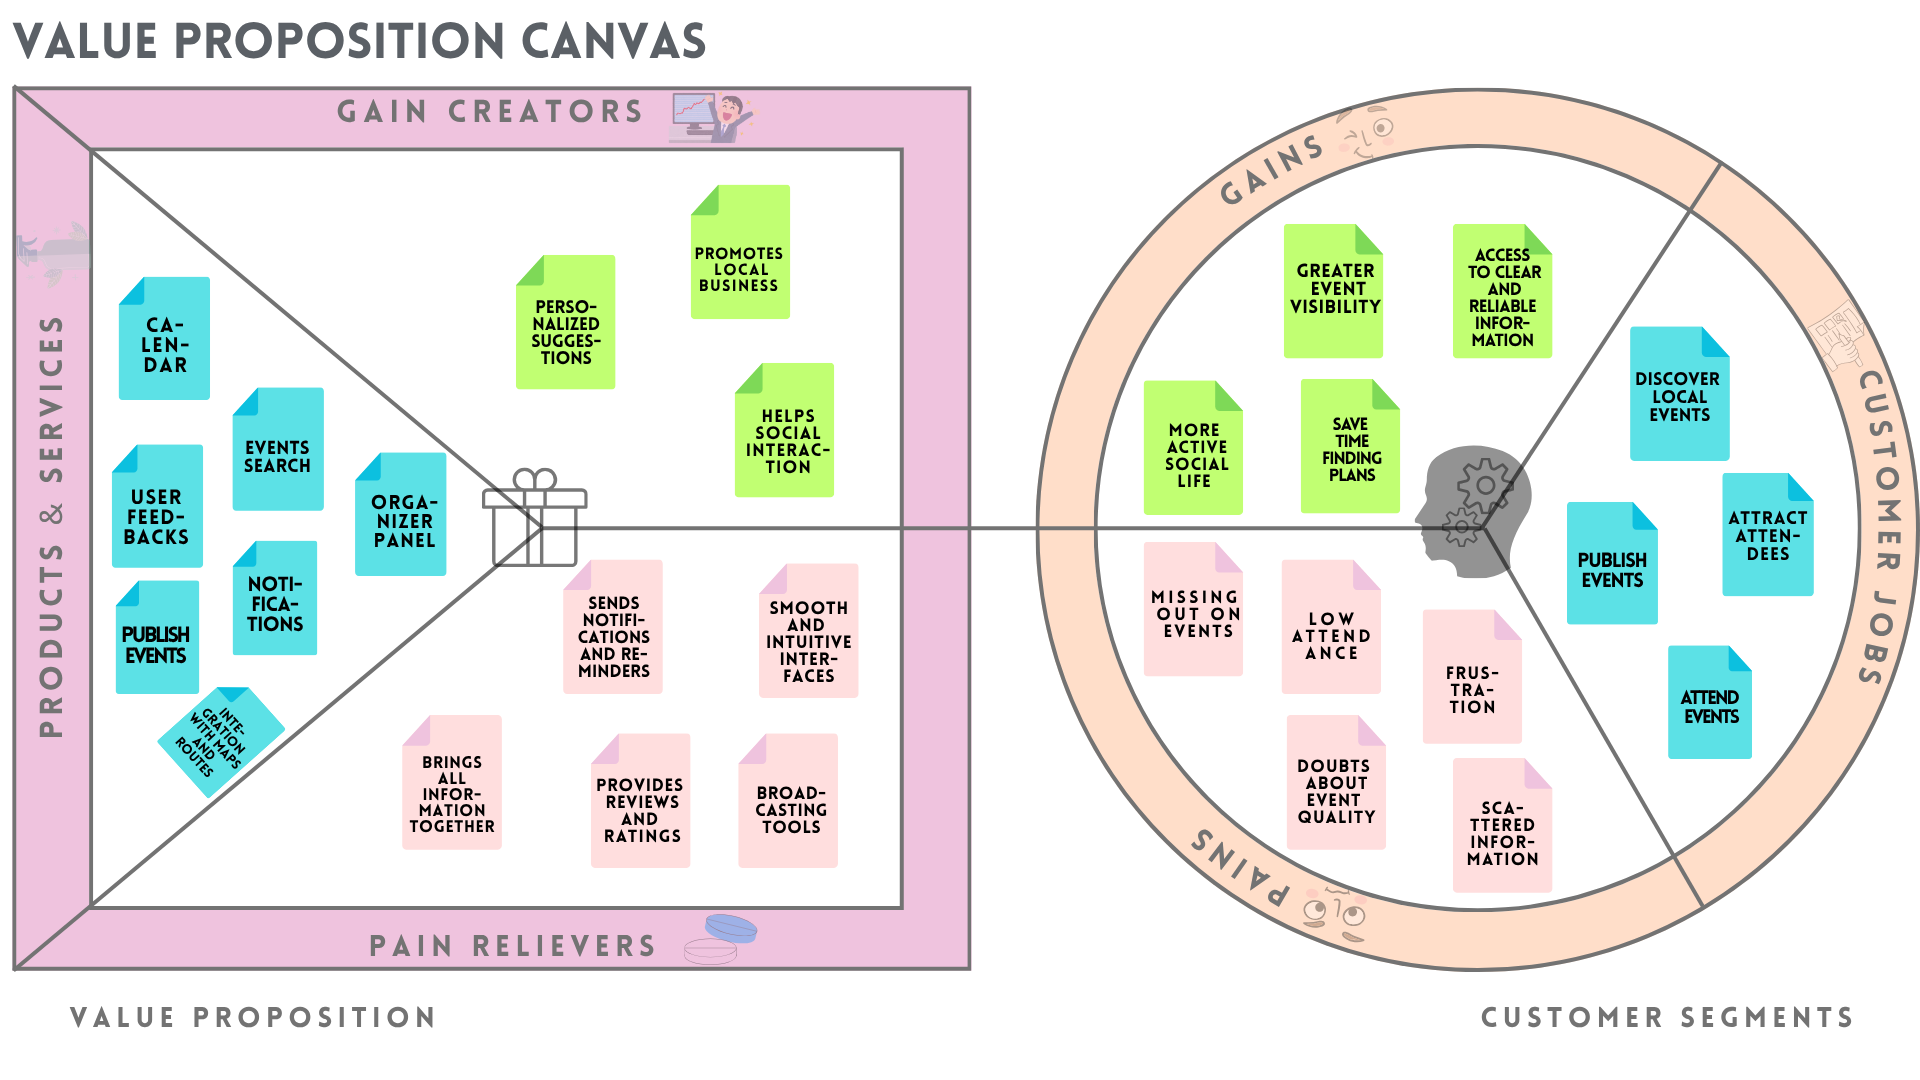 VALUE PROPOSITION CANVAS
GAIN CREATORS
PRODUCTS & SERVICES
CA-
LEN-
DAR
EVENTS
SEARCH
USER
FEED-
BACKS
ORGA-
NIZER
PANEL
NOTI-
FICA-
TIONS
PUBLISH
EVENTS
INTE-
GRATION
WITH MAPS
AND
ROUTES
PROMOTES
LOCAL
BUSINESS
PERSO-
NALIZED
SUGGES-
TIONS
HELPS
SOCIAL
INTERAC-
TION
SENDS
NOTIFI-
CATIONS
AND RE-
MINDERS
SMOOTH
AND
INTUITIVE
INTER-
FACES
BRINGS
ALL
INFOR-
MATION
TOGETHER
PROVIDES
REVIEWS
AND
RATINGS
BROAD-
CASTING
TOOLS
PAIN RELIEVERS
VALUE PROPOSITION
GAINS
GREATER
EVENT
VISIBILITY
ACCESS
TO CLEAR
AND
RELIABLE
INFOR-
MATION
MORE
ACTIVE
SOCIAL
LIFE
SAVE
TIME
FINDING
PLANS
CUSTOMER JOBS
DISCOVER
LOCAL
EVENTS
ATTRACT
ATTEN-
DEES
PUBLISH
EVENTS
ATTEND
EVENTS
MISSING
OUT ON
EVENTS
LOW
ATTEND
ANCE
FRUS-
TRA-
TION
DOUBTS
ABOUT
EVENT
QUALITY
SCA-
TTERED
INFOR-
MATION
PAINS
CUSTOMER SEGMENTS